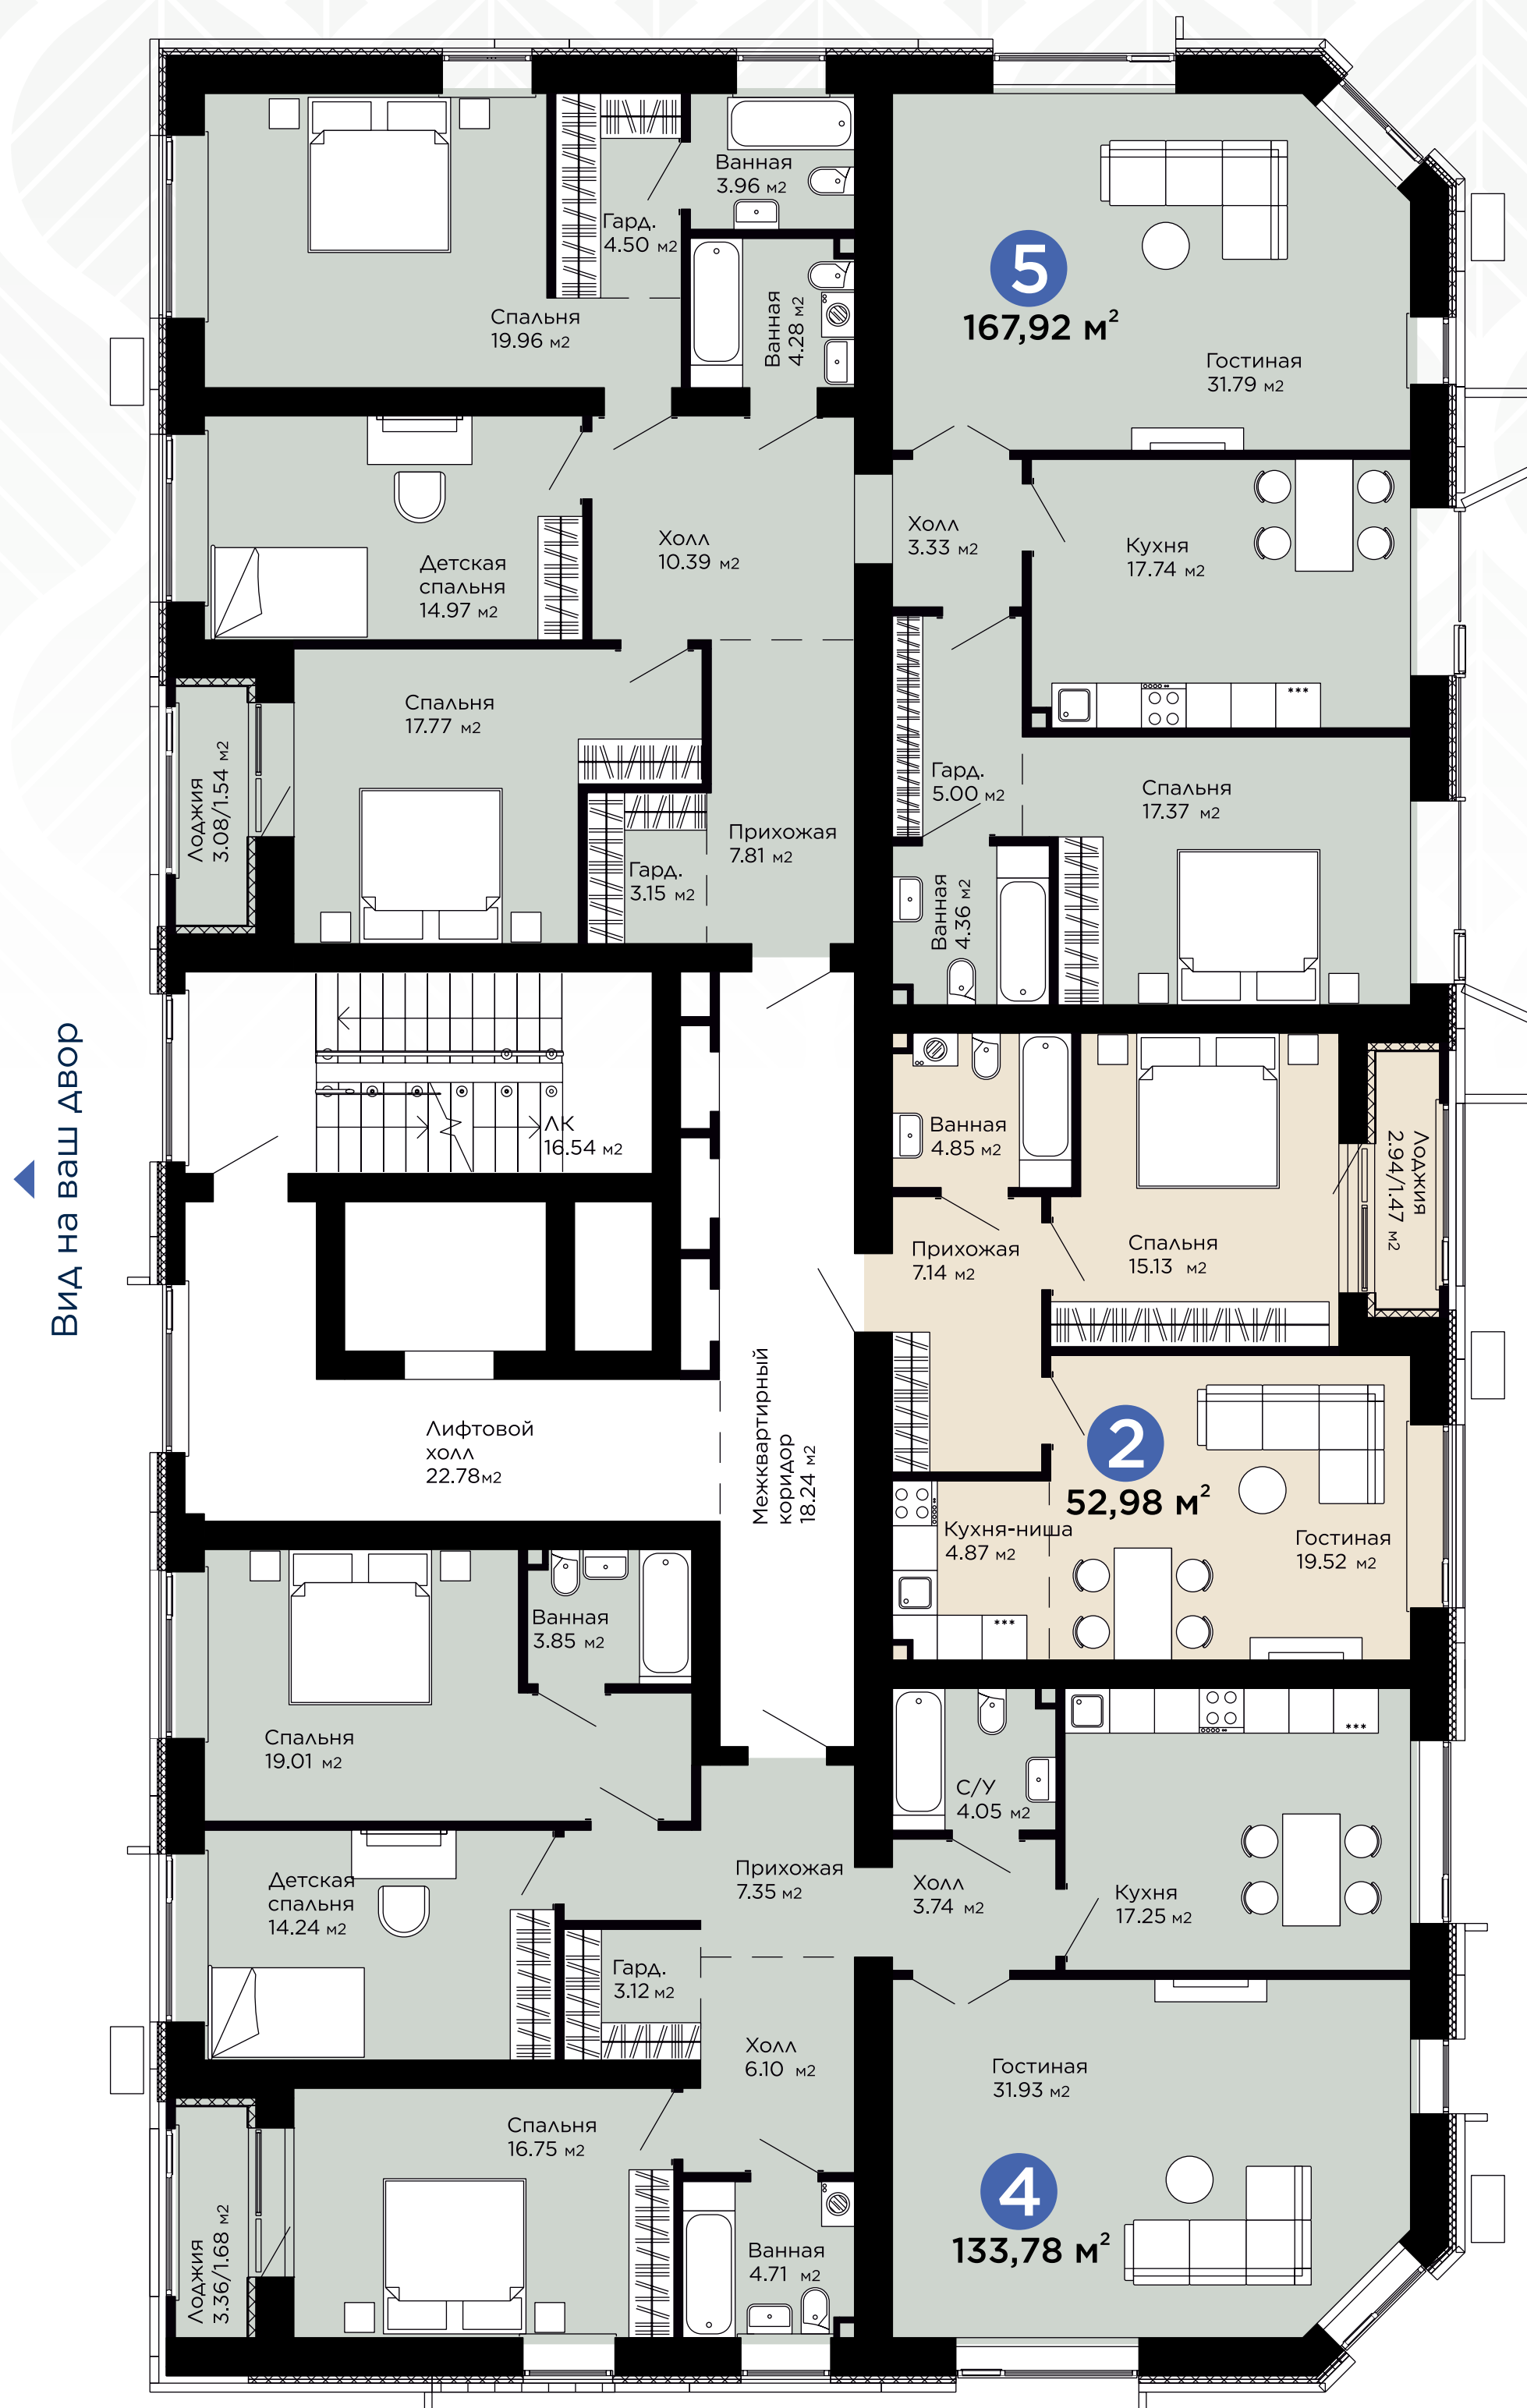 Ванная
3.96 м2
Гард.
4.50 м2
Спальня
19.96 м2
Ванная
4.28 м2
5
167,92 м²
Гостиная
31.79 м2
Детская
спальня
14.97 м2
Холл
10.39 м2
Холл
3.33 м2
Кухня
17.74 м2
Спальня
17.77 м2
Лоджия
3.08/1.54 м2
Гард.
3.15 м2
Прихожая
7.81 м2
Гард.
5.00 м2
Спальня
17.37 м2
Ванная
4.36 м2
Вид на ваш двор
ЛК
16.54 м2
Ванная
4.85 м2
Лоджия
2.94/1.47 м2
Прихожая
7.14 м2
Спальня
15.13 м2
Лифтовой
холл
22.78м2
Межквартирный
коридор
18.24 м2
2
52,98 м²
Кухня-ниша
4.87 м2
Гостиная
19.52 м2
***
Ванная
3.85 м2
Спальня
19.01 м2
С/У
4.05 м2
***
Детская
спальня
14.24 м2
Прихожая
7.35 м2
Холл
3.74 м2
Кухня
17.25 м2
Гард.
3.12 м2
Холл
6.10 м2
Гостиная
31.93 м2
Спальня
16.75 м2
Лоджия
3.36/1.68 м2
Ванная
4.71 м2
4
133,78 м²